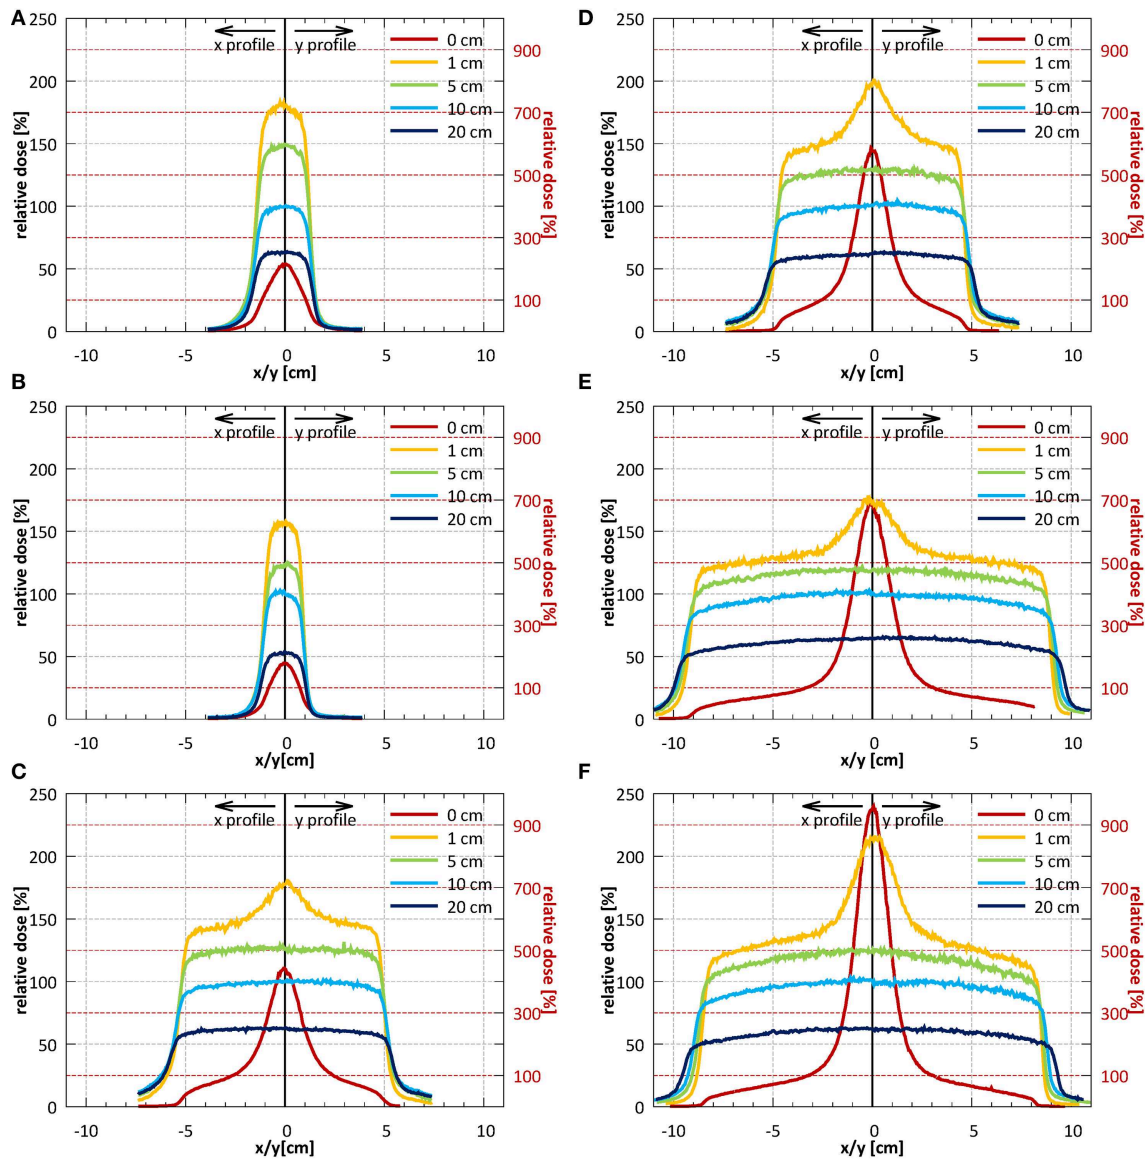 A
250
200
150
100
50
0
relative dose [%]
x profile
y profile
0 cm
1 cm
5 cm
10 cm
20 cm
900
700
500
300
100
relative dose [%]
-10
-5
0
5
10
x/y [cm]
D
250
200
150
100
50
0
relative dose [%]
x profile
y profile
0 cm
1 cm
5 cm
10 cm
20 cm
900
700
500
300
100
relative dose [%]
-10
-5
0
5
10
x/y [cm]
B
250
200
150
100
50
0
relative dose [%]
x profile
y profile
0 cm
1 cm
5 cm
10 cm
20 cm
900
700
500
300
100
relative dose [%]
-10
-5
0
5
10
x/y[cm]
E
250
200
150
100
50
0
relative dose [%]
x profile
y profile
0 cm
1 cm
5 cm
10 cm
20 cm
900
700
500
300
100
relative dose [%]
-10
-5
0
5
10
x/y [cm]
C
250
200
150
100
50
0
relative dose [%]
x profile
y profile
0 cm
1 cm
5 cm
10 cm
20 cm
900
700
500
300
100
relative dose [%]
-10
-5
0
5
10
x/y[cm]
F
250
200
150
100
50
0
relative dose [%]
x profile
y profile
0 cm
1 cm
5 cm
10 cm
20 cm
900
700
500
300
100
relative dose [%]
-10
-5
0
5
10
x/y [cm]